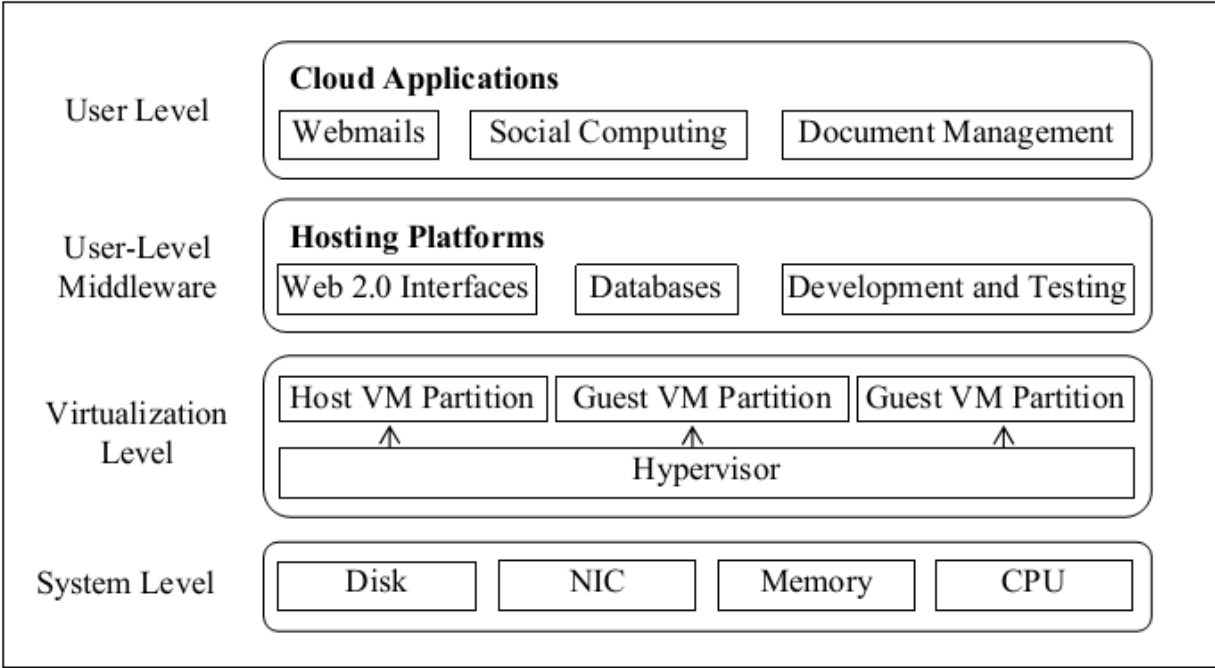 Cloud Applications
User Level
Webmails
Social Computing
Document Management
Hosting Platforms
User-Level
Middleware
Web 2.0 Interfaces
Databases
Development and Testing
Virtualization
Level
Host VM Partition
Guest VM Partition
Guest VM Partition
Hypervisor
System Level
Disk
NIC
Memory
CPU